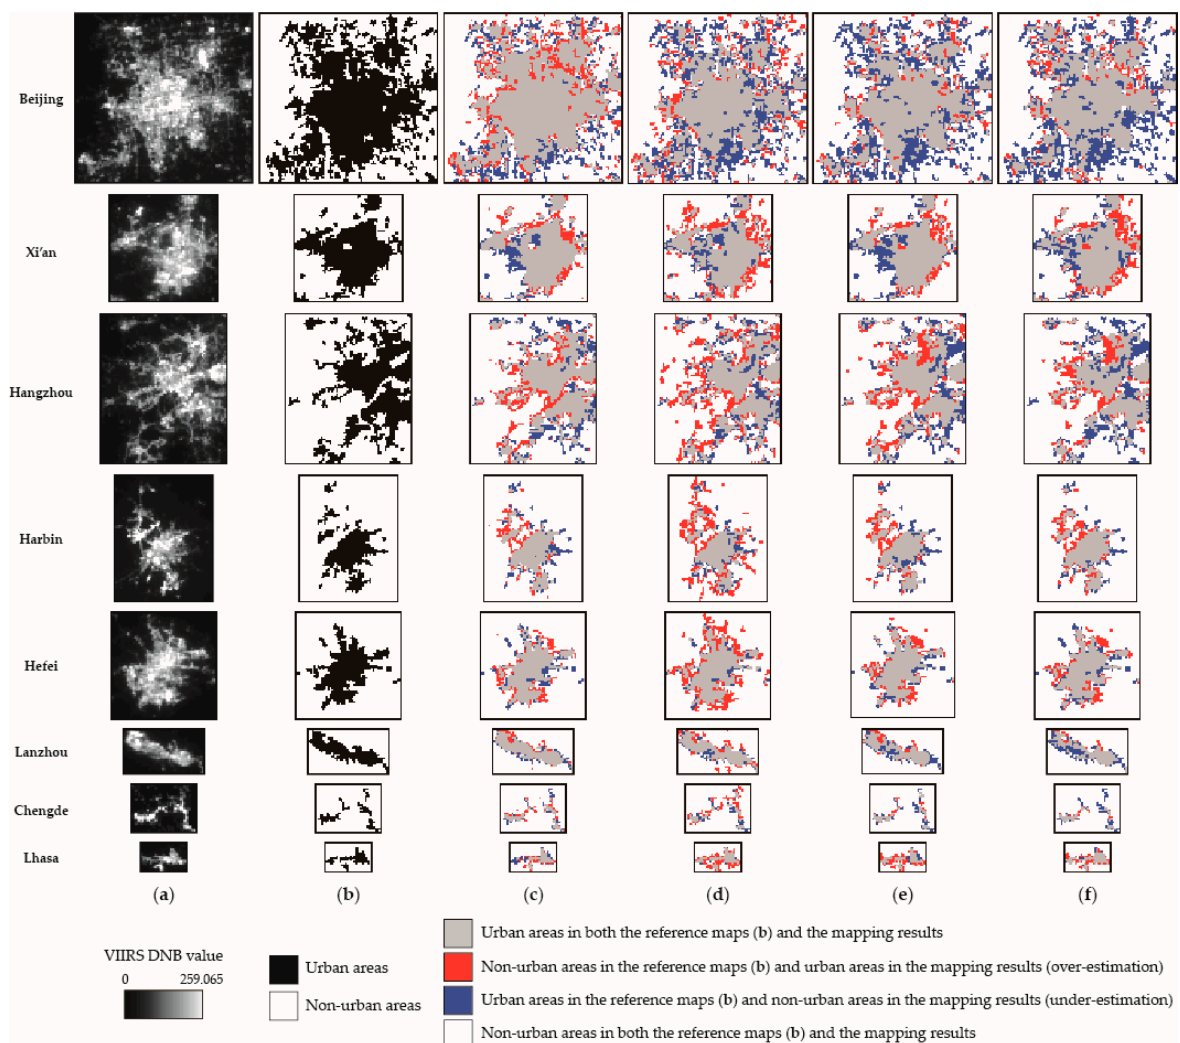 Beijing
Xi'an
Hangzhou
Harbin
Hefei
Lanzhou
Chengde
Lhasa
(a) (b) (c) (d) (e) (f)
VIIRS DNB value
0 259.065
Urban areas
Non-urban areas
Urban areas in both the reference maps (b) and the mapping results
Non-urban areas in the reference maps (b) and urban areas in the mapping results (over-estimation)
Urban areas in the reference maps (b) and non-urban areas in the mapping results (under-estimation)
Non-urban areas in both the reference maps (b) and the mapping results